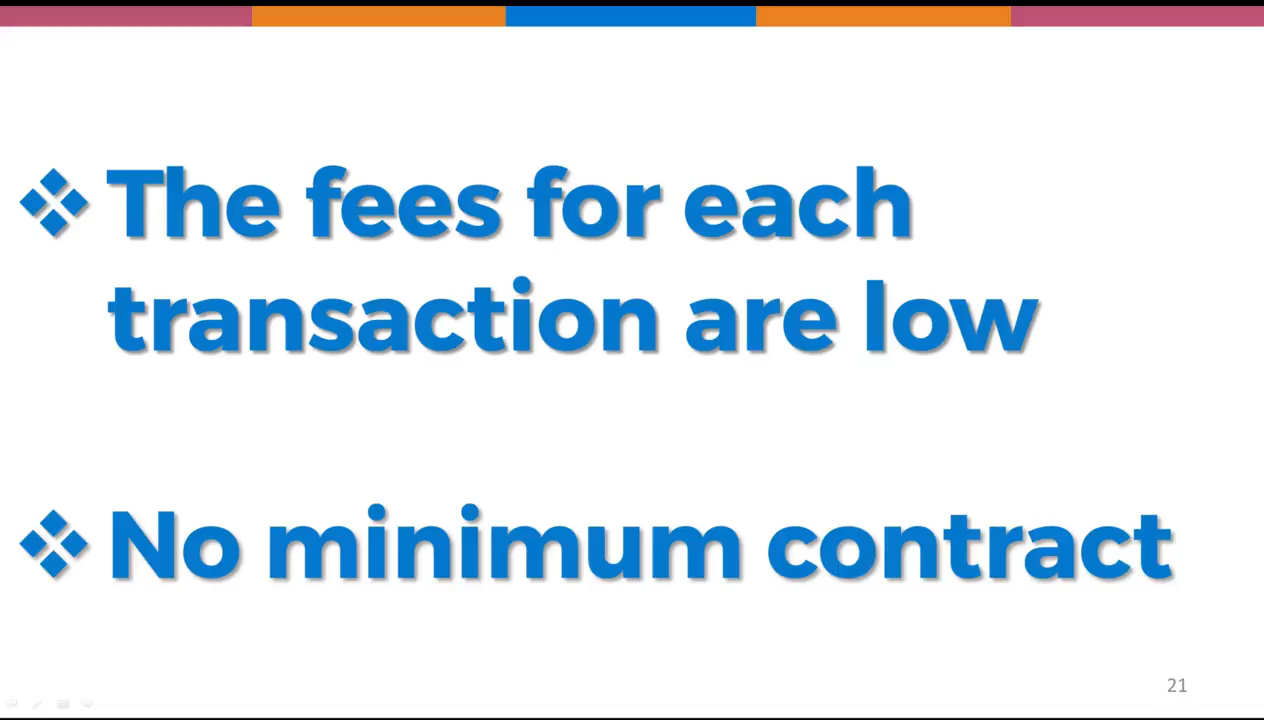 ❖ The fees for each
transaction are low
❖ No minimum contract
21